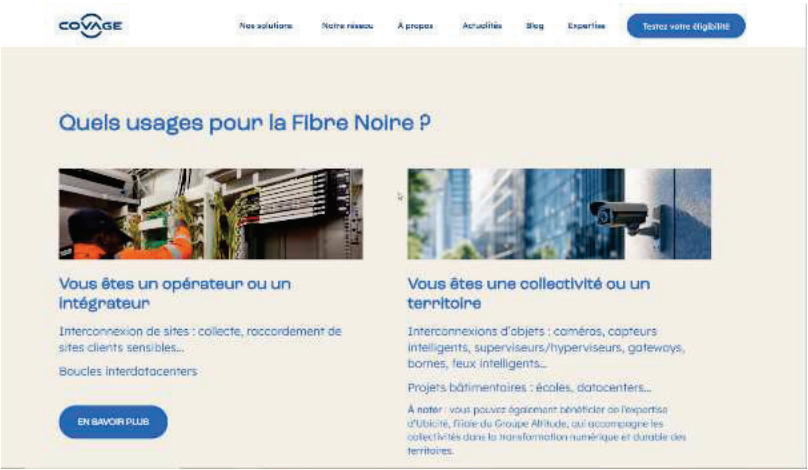 COVAGE
Nos solutions
Notre réseau
À propos
Actualités
Blog
Expertise
Testez votre éligibilité
Quels usages pour la Fibre Noire ?
Vous êtes un opérateur ou un
intégrateur
Interconnexion de sites : collecte, raccordement de
sites clients sensibles...
Boucles interdatacenters
EN SAVOIR PLUS
Vous êtes une collectivité ou un
territoire
Interconnexions d'objets : caméras, capteurs
intelligents, superviseurs/hyperviseurs, gateways,
bornes, feux intelligents...
Projets bâtimentaires : écoles, datacenters...
À noter : vous pouvez également bénéficier de l'expertise
d'Ubicité, filiale du Groupe Altitude, qui accompagne les
collectivités dans la transformation numérique et durable des
territoires.